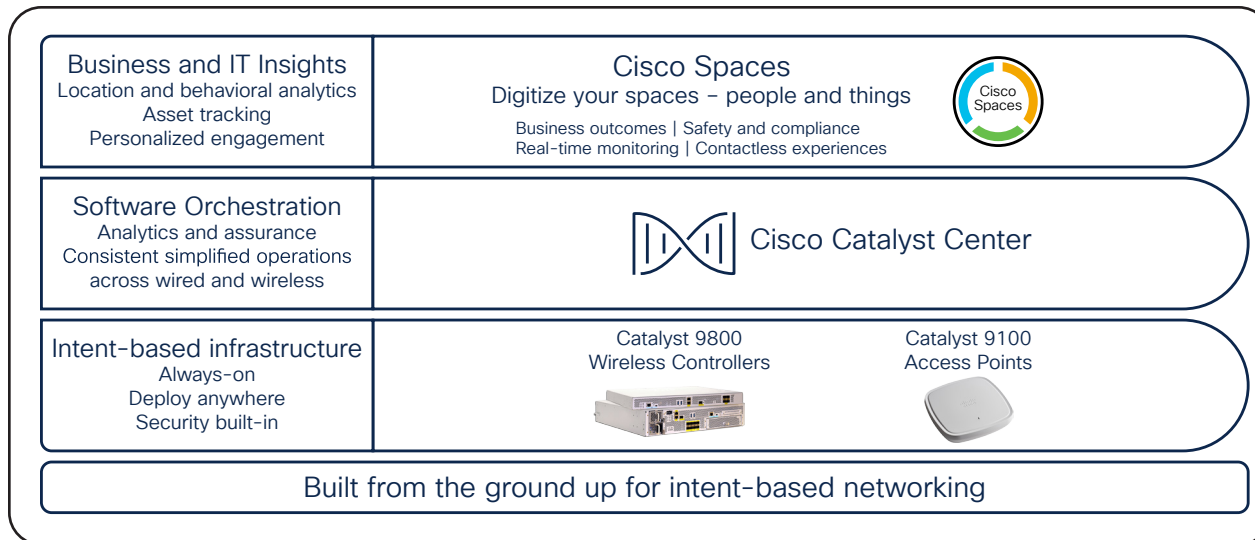 Business and IT Insights
Location and behavioral analytics
Asset tracking
Personalized engagement
Cisco Spaces
Digitize your spaces – people and things
Business outcomes | Safety and compliance
Real-time monitoring | Contactless experiences
Cisco
Spaces
Software Orchestration
Analytics and assurance
Consistent simplified operations
across wired and wireless
Cisco Catalyst Center
Intent-based infrastructure
Always-on
Deploy anywhere
Security built-in
Catalyst 9800
Wireless Controllers
Catalyst 9100
Access Points
Built from the ground up for intent-based networking